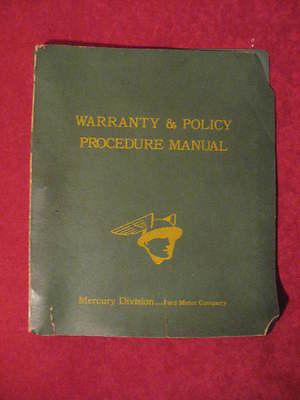 WARRANTY & POLICY
PROCEDURE MANUAL
Mercury Division...Ford Motor Company